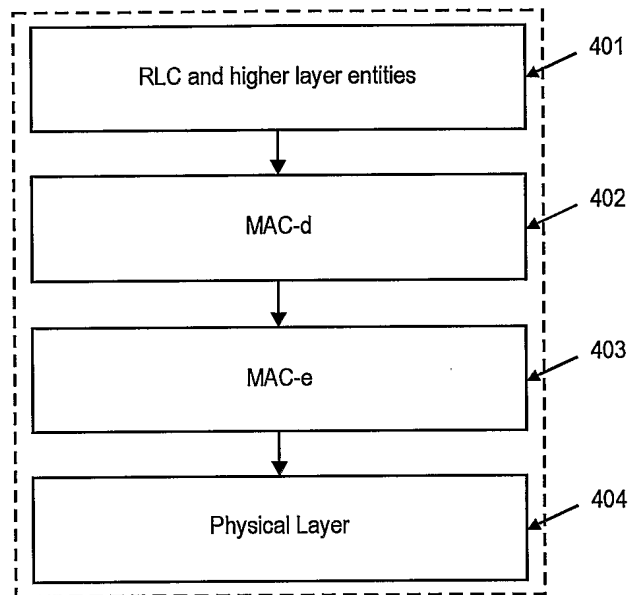 RLC and higher layer entities
401
MAC-d
402
MAC-e
403
Physical Layer
404